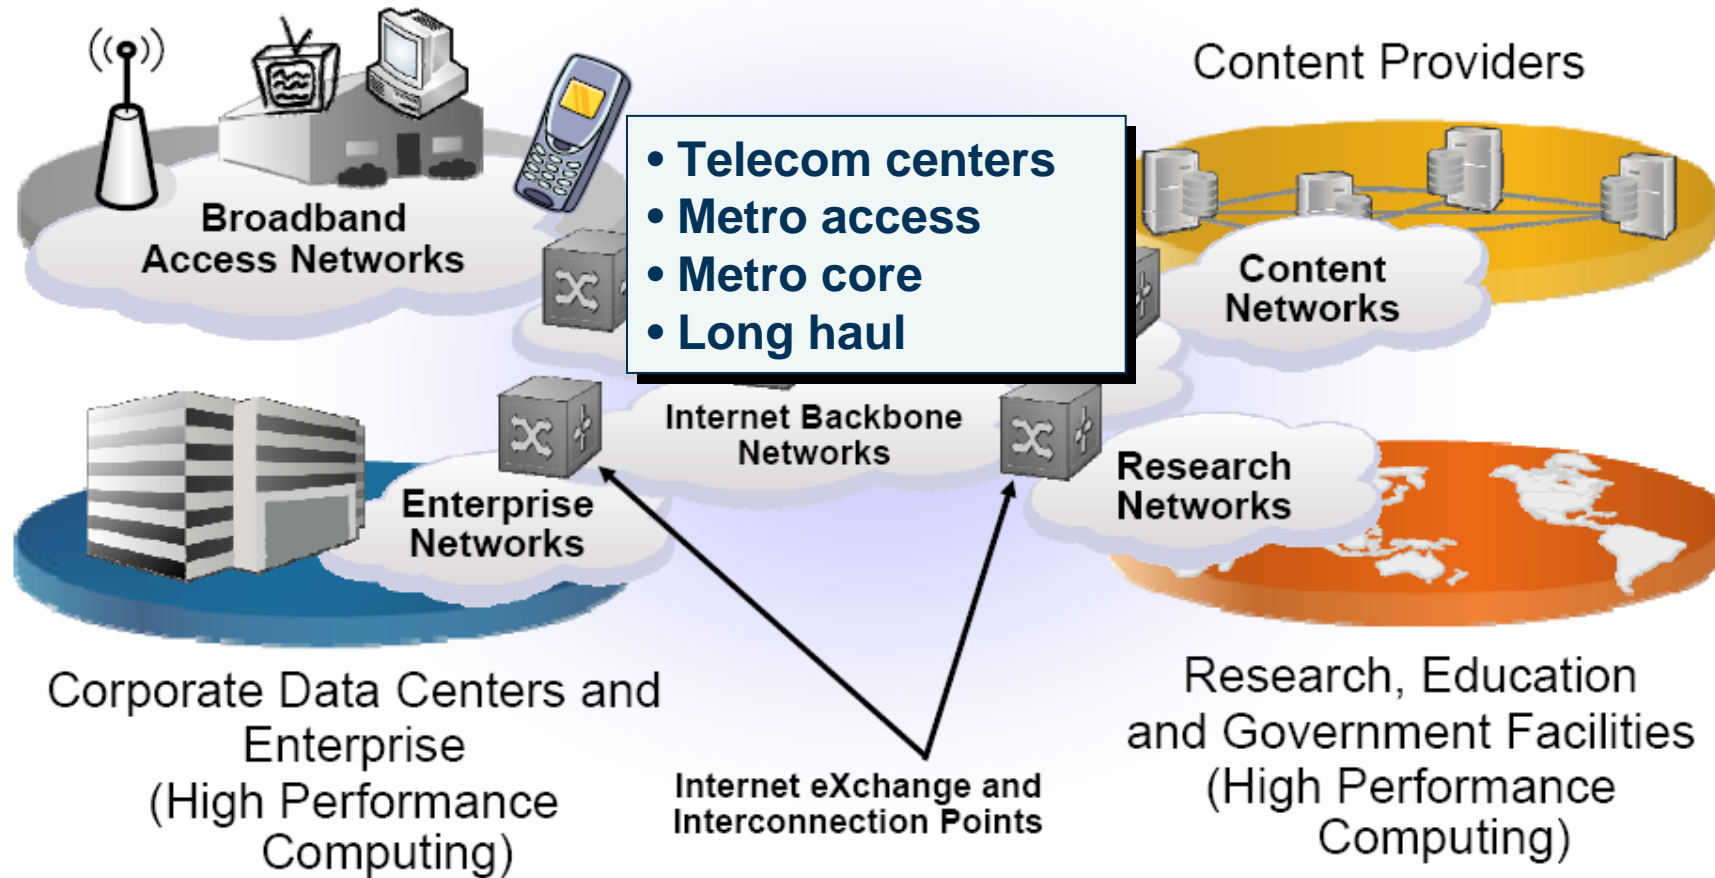 Content Providers
• Telecom centers
• Metro access
• Metro core
• Long haul
Broadband
Access Networks
Content
Networks
Internet Backbone
Networks
Enterprise
Networks
Research
Networks
Corporate Data Centers and
Enterprise
(High Performance
Computing)
Internet eXchange and
Interconnection Points
Research, Education
and Government Facilities
(High Performance
Computing)